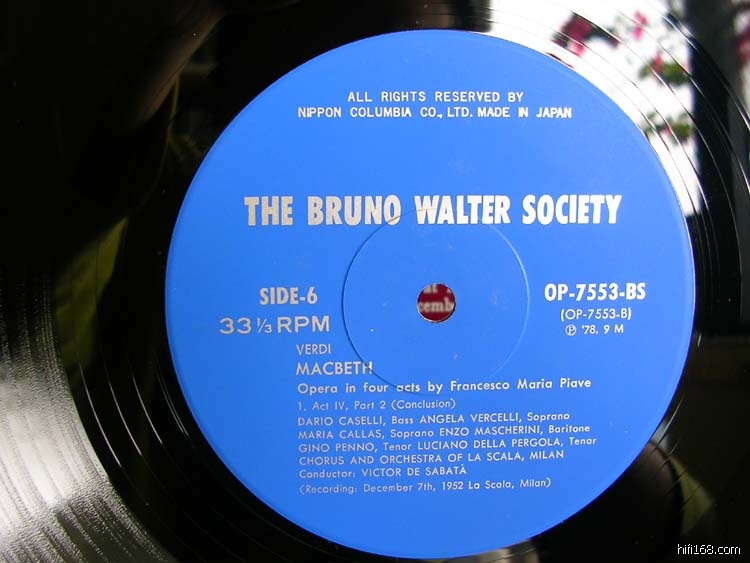 ALL RIGHTS RESERVED BY
NIPPON COLUMBIA CO., LTD. MADE IN JAPAN
THE BRUNO WALTER SOCIETY
SIDE-6
33 1/3 RPM
OP-7553-BS
(OP-7553-B)
Ⓟ '78. 9 M
VERDI
MACBETH
Opera in four acts by Francesco Maria Piave
1. Act IV, Part 2 (Conclusion)
DARIO CASELLI, Bass ANGELA VERCELLI, Soprano
MARIA CALLAS, Soprano ENZO MASCHERINI, Baritone
GINO PENNO, Tenor LUCIANO DELLA PERGOLA, Tenor
CHORUS AND ORCHESTRA OF LA SCALA, MILAN
Conductor: VICTOR DE SABATÀ
(Recording: December 7th, 1952 La Scala, Milan)
hifi168.com